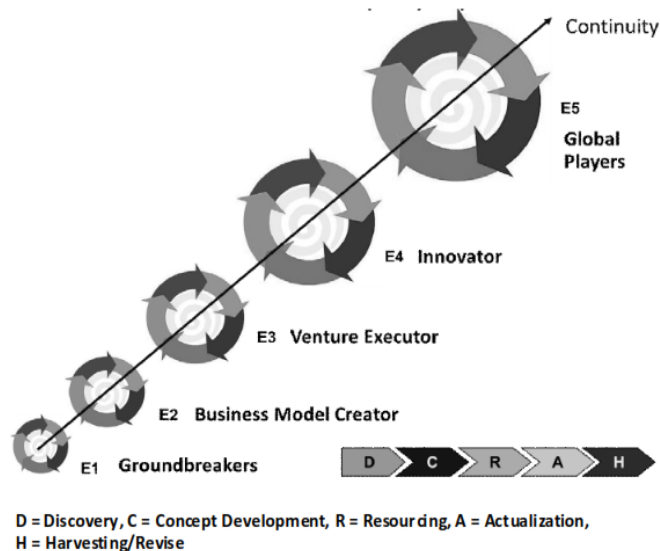 Continuity
E5
Global
Players
E4 Innovator
E3 Venture Executor
E2 Business Model Creator
E1 Groundbreakers
D C R A H
D = Discovery, C = Concept Development, R = Resourcing, A = Actualization,
H = Harvesting/Revise